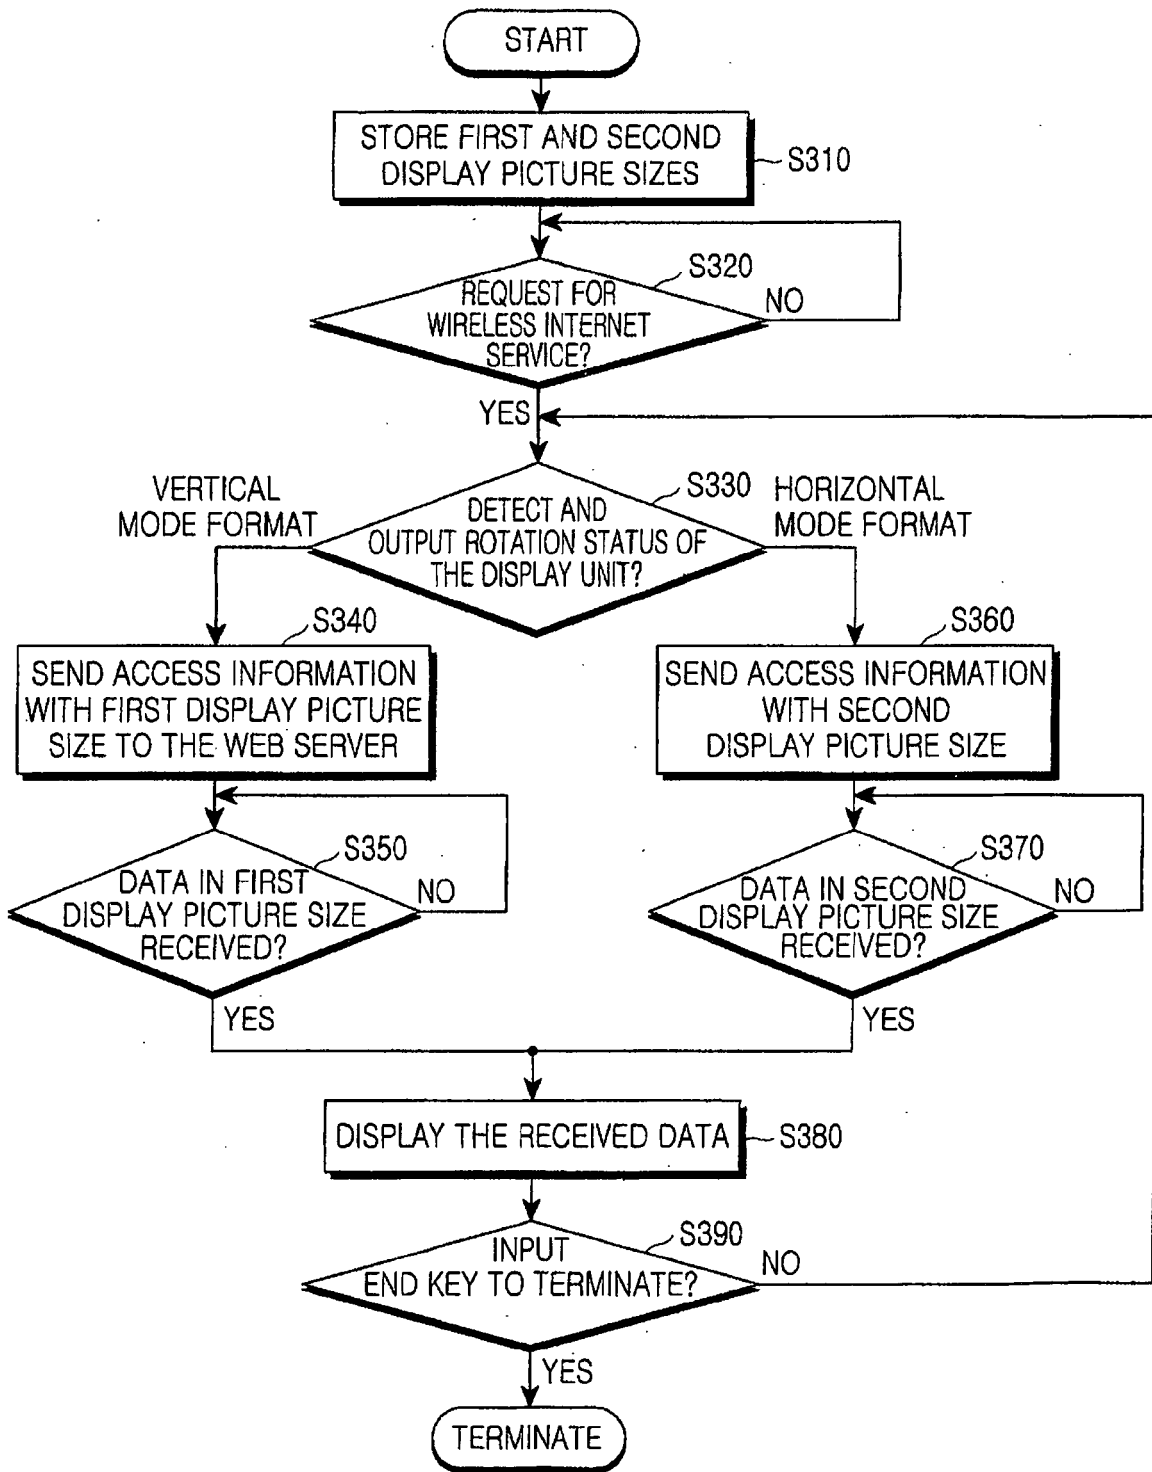 START
STORE FIRST AND SECOND
DISPLAY PICTURE SIZES
S310
S320
REQUEST FOR
WIRELESS INTERNET
SERVICE?
NO
YES
S330
VERTICAL
MODE FORMAT
HORIZONTAL
MODE FORMAT
DETECT AND
OUTPUT ROTATION STATUS OF
THE DISPLAY UNIT?
S340
SEND ACCESS INFORMATION
WITH FIRST DISPLAY PICTURE
SIZE TO THE WEB SERVER
S360
SEND ACCESS INFORMATION
WITH SECOND
DISPLAY PICTURE SIZE
S350
DATA IN FIRST
DISPLAY PICTURE SIZE
RECEIVED?
NO
YES
S370
DATA IN SECOND
DISPLAY PICTURE SIZE
RECEIVED?
NO
YES
DISPLAY THE RECEIVED DATA
S380
S390
INPUT
END KEY TO TERMINATE?
NO
YES
TERMINATE